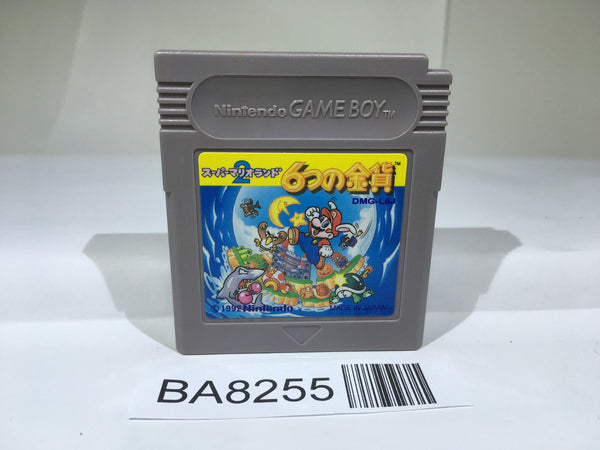 Nintendo GAME BOY TM
スーパーマリオランド2 6つの金貨 TM
DMG-L6J
© 1992 Nintendo MADE IN JAPAN
BA8255